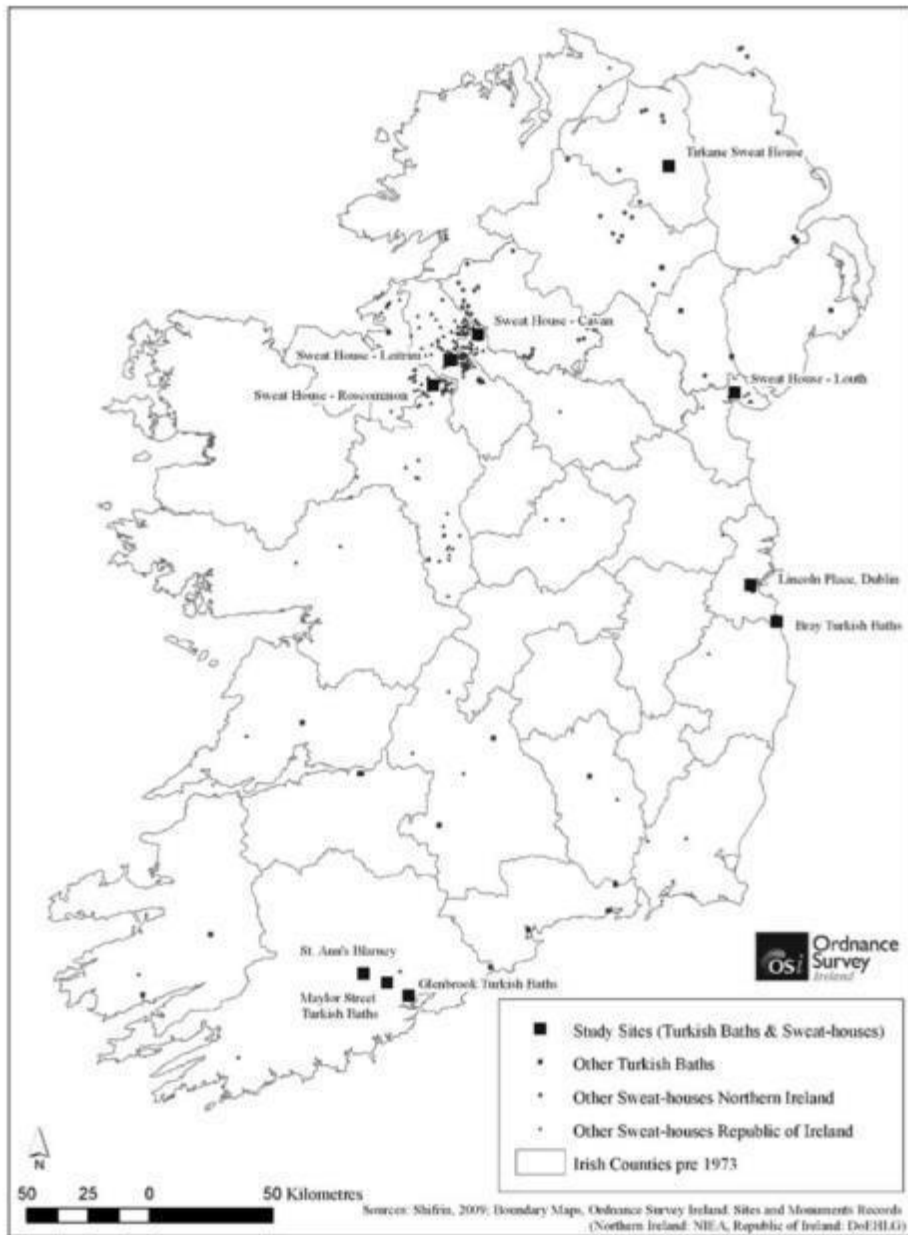 Tirkane Sweat House
Sweat House - Cavan
Sweat House - Leitrim
Sweat House - Louth
Sweat House - Roscommon
Lincoln Place, Dublin
Bray Turkish Baths
St. Ann's Blarney
Glenbrook Turkish Baths
Maylor Street
Turkish Baths
OSi
Ordnance
Survey
Ireland
Study Sites (Turkish Baths & Sweat-houses)
Other Turkish Baths
Other Sweat-houses Northern Ireland
Other Sweat-houses Republic of Ireland
Irish Counties pre 1973
N
50 25 0 50 Kilometres
Sources: Shifrin, 2009; Boundary Maps, Ordnance Survey Ireland. Sites and Monuments Records
(Northern Ireland: NIEA, Republic of Ireland: DoEHLG)